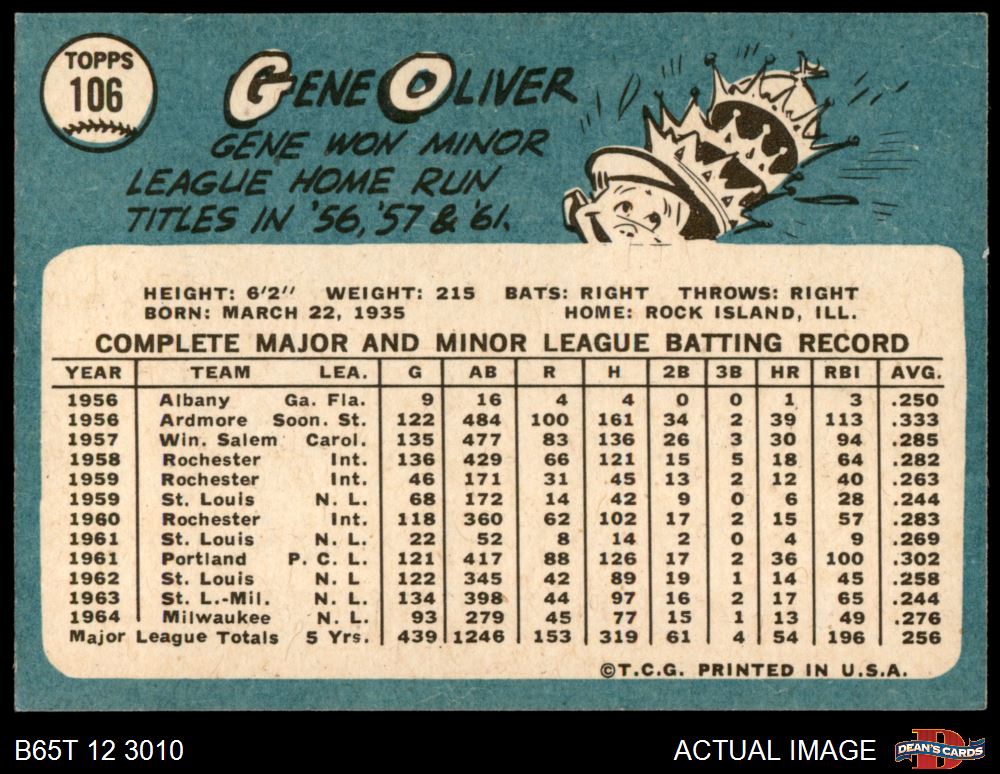 TOPPS
106
GENE OLIVER
GENE WON MINOR
LEAGUE HOME RUN
TITLES IN '56, '57 & '61.
HEIGHT: 6'2" WEIGHT: 215 BATS: RIGHT THROWS: RIGHT
BORN: MARCH 22, 1935 HOME: ROCK ISLAND, ILL.
COMPLETE MAJOR AND MINOR LEAGUE BATTING RECORD
YEAR TEAM LEA. G AB R H 2B 3B HR RBI AVG.
1956 Albany Ga. Fla. 9 16 4 4 0 0 1 3 .250
1956 Ardmore Soon. St. 122 484 100 161 34 2 39 113 .333
1957 Win. Salem Carol. 135 477 83 136 26 3 30 94 .285
1958 Rochester Int. 136 429 66 121 15 5 18 64 .282
1959 Rochester Int. 46 171 31 45 13 2 12 40 .263
1959 St. Louis N. L. 68 172 14 42 9 0 6 28 .244
1960 Rochester Int. 118 360 62 102 17 2 15 57 .283
1961 St. Louis N. L. 22 52 8 14 2 0 4 9 .269
1961 Portland P. C. L. 121 417 88 126 17 2 36 100 .302
1962 St. Louis N. L 122 345 42 89 19 1 14 45 .258
1963 St. L.-Mil. N. L. 134 398 44 97 16 2 17 65 .244
1964 Milwaukee N. L. 93 279 45 77 15 1 13 49 .276
Major League Totals 5 Yrs. 439 1246 153 319 61 4 54 196 256
©T.C.G. PRINTED IN U.S.A.
B65T 12 3010 ACTUAL IMAGE DEAN'S CARDS